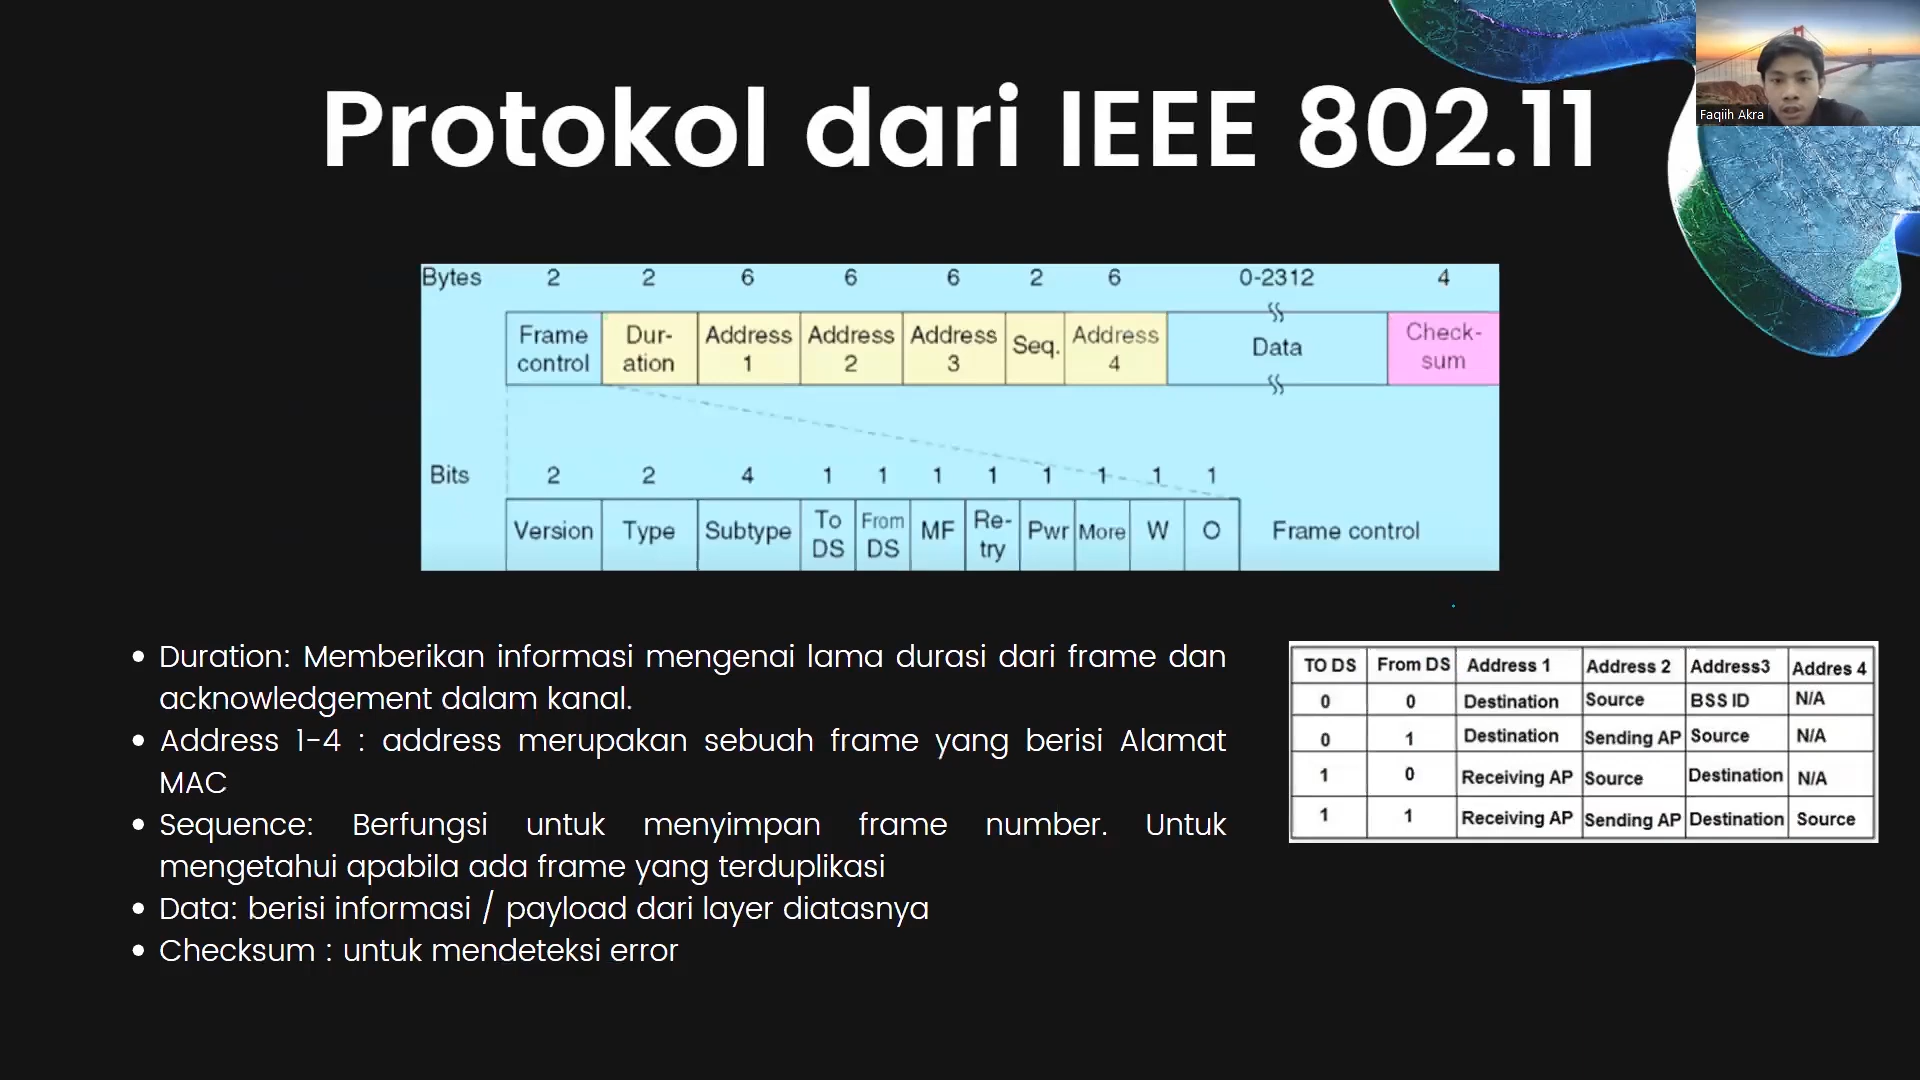 Protokol dari IEEE 802.11
Faqiih Akra
Bytes 2 2 6 6 6 2 6 0-2312 4
Frame control Dur-ation Address 1 Address 2 Address 3 Seq. Address 4 Data Check-sum
Bits 2 2 4 1 1 1 1 1 1 1 1
Version Type Subtype To DS From DS MF Re-try Pwr More W O Frame control
• Duration: Memberikan informasi mengenai lama durasi dari frame dan
acknowledgement dalam kanal.
• Address 1-4 : address merupakan sebuah frame yang berisi Alamat
MAC
• Sequence: Berfungsi untuk menyimpan frame number. Untuk
mengetahui apabila ada frame yang terduplikasi
• Data: berisi informasi / payload dari layer diatasnya
• Checksum : untuk mendeteksi error
TO DS From DS Address 1 Address 2 Address3 Addres 4
0 0 Destination Source BSS ID N/A
0 1 Destination Sending AP Source N/A
1 0 Receiving AP Source Destination N/A
1 1 Receiving AP Sending AP Destination Source